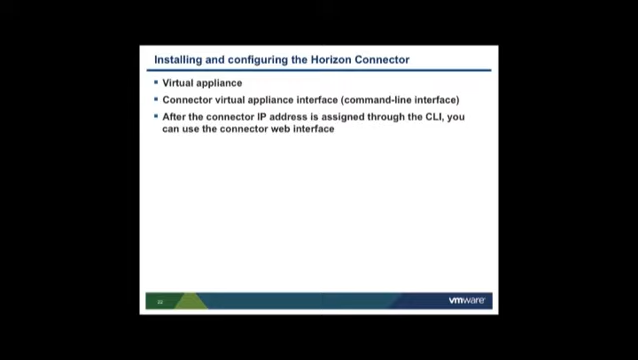 Installing and configuring the Horizon Connector
Virtual appliance
Connector virtual appliance interface (command-line interface)
After the connector IP address is assigned through the CLI, you
can use the connector web interface
vmware